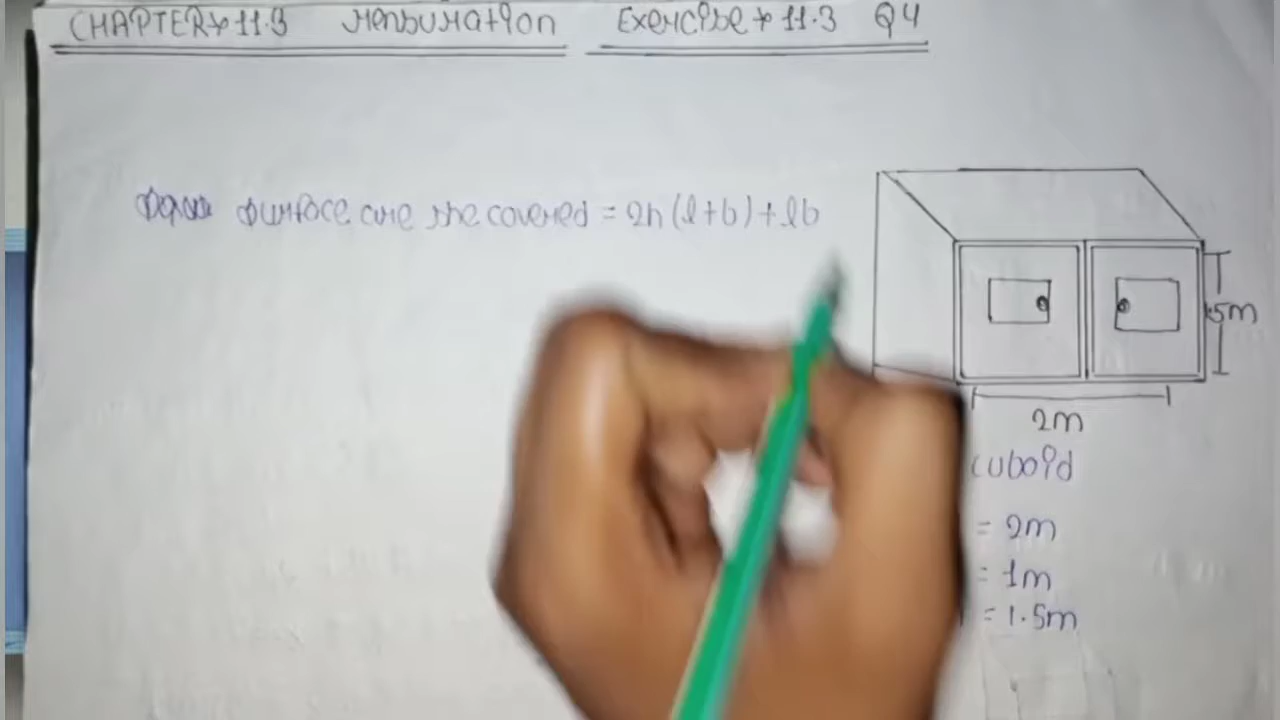 CHAPTER→11.3 Mensuration Exercise→11.3 Q4
Surface are the covered = 2h(l+b)+lb
.5m
2m
cuboid
= 2m
= 1m
= 1.5m